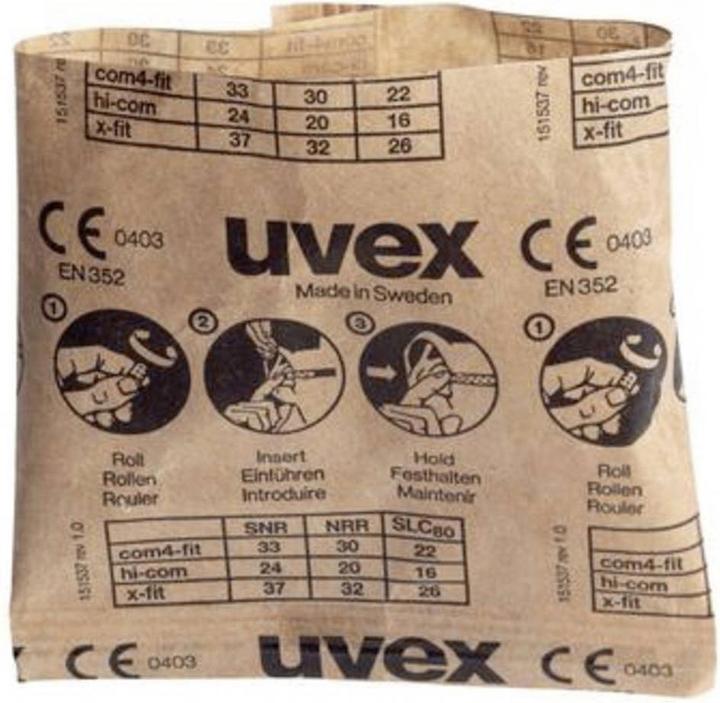 com4-fit 33 30 22
hi-com 24 20 16
x-fit 37 32 26
151537 rev
151537 rev
com4-fit
hi-com
x-fit
CE 0403
EN 352
uvex
Made in Sweden
CE 0403
EN 352
1
2
3
1
Roll
Rollen
Rouler
Insert
Einführen
Introduire
Hold
Festhalten
Maintenir
Roll
Rollen
Rouler
151537 rev 1.0
SNR NRR SLC80
com4-fit 33 30 22
hi-com 24 20 16
x-fit 37 32 26
151537 rev 1.0
com4-fit
hi-com
x-fit
CE 0403
uvex
CE 0403